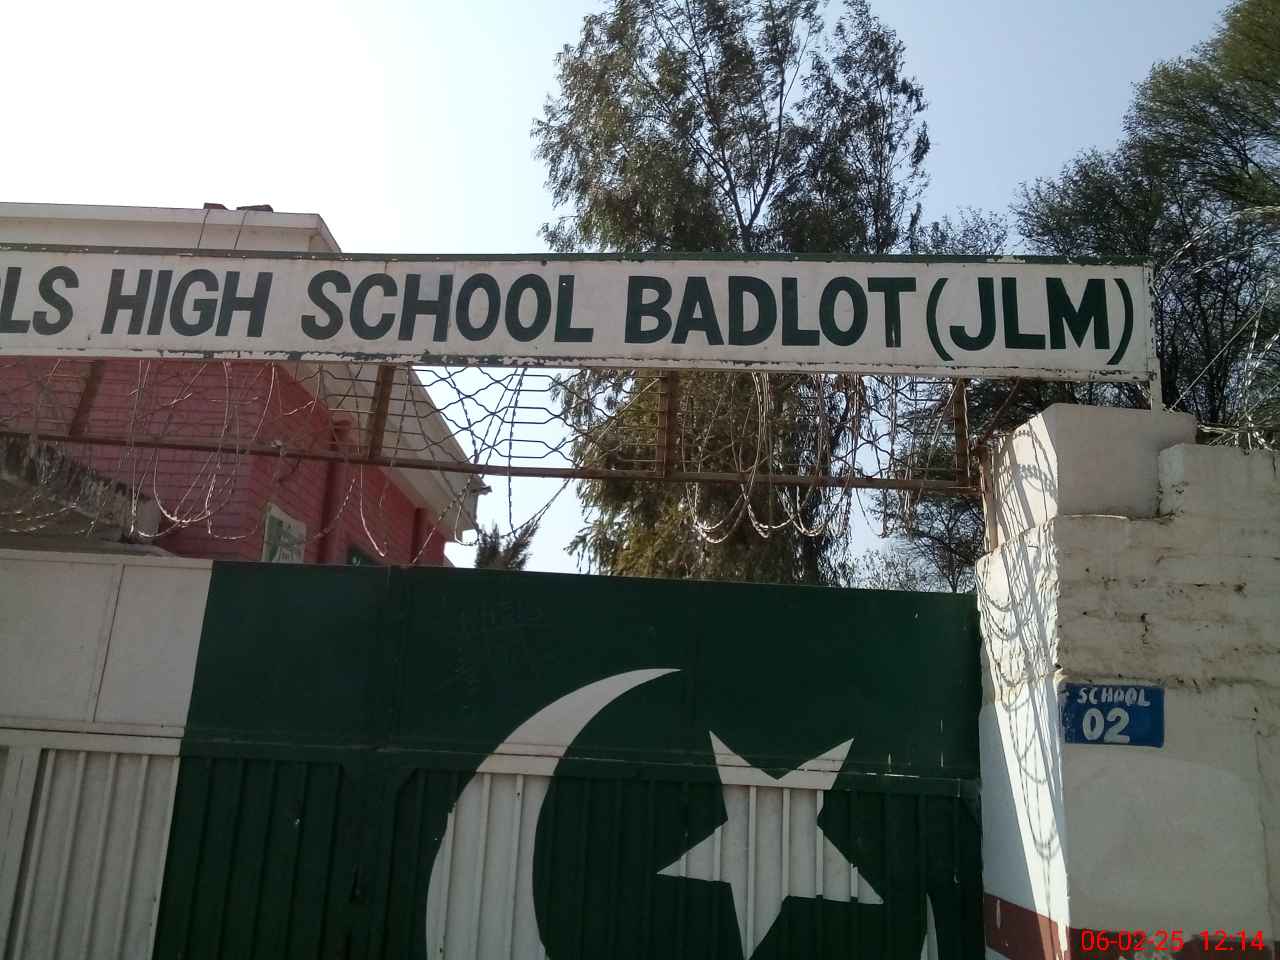 LS HIGH SCHOOL BADLOT (JLM)
SCHOOL
02
06-02-25 12:14